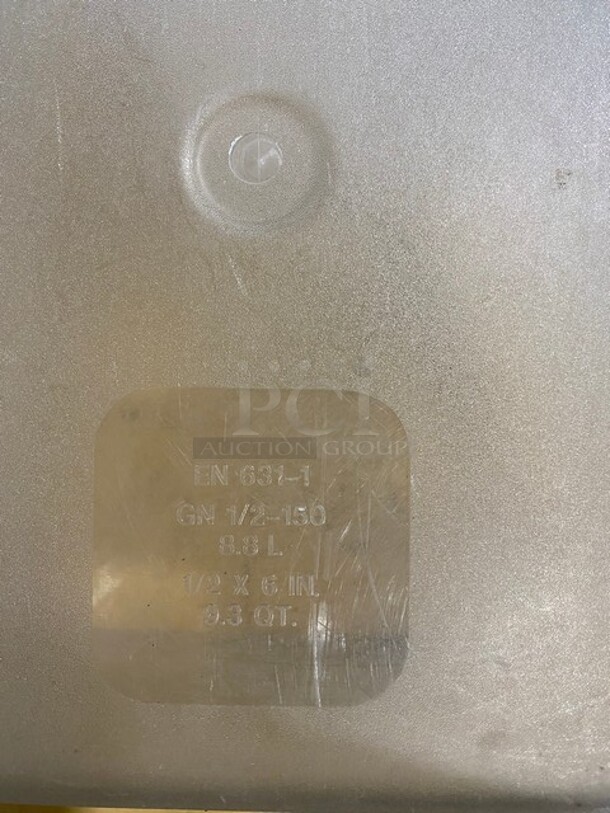 PCI
AUCTION GROUP
EN 631-1
GN 1/2-150
8.8 L
1/2 X 6 IN.
9.3 QT.